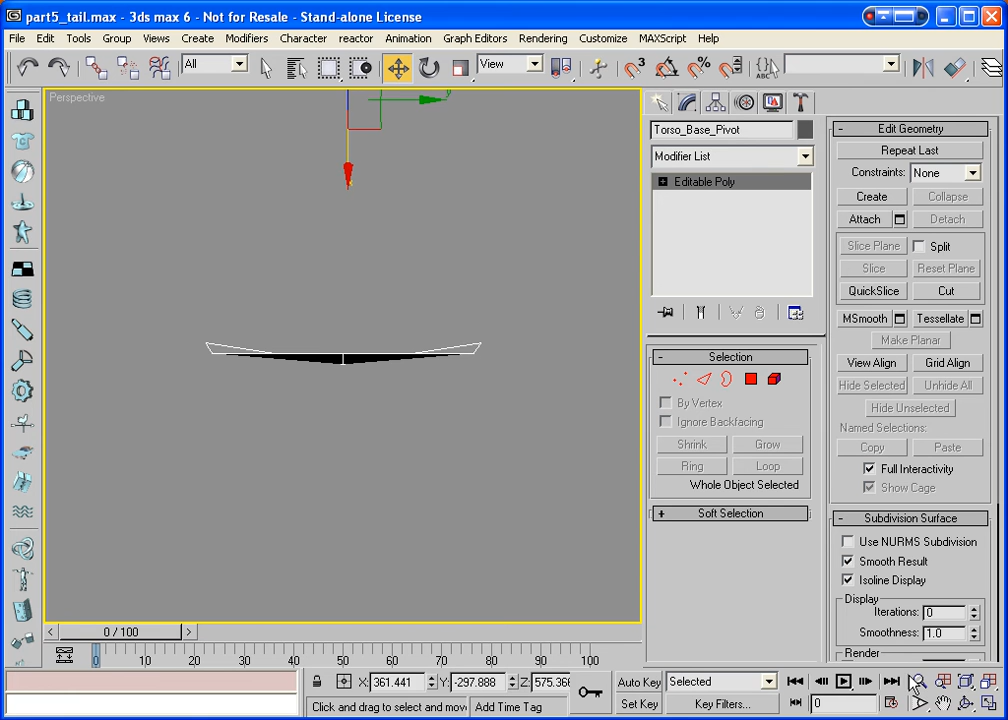 part5_tail.max - 3ds max 6 - Not for Resale - Stand-alone License
File Edit Tools Group Views Create Modifiers Character reactor Animation Graph Editors Rendering Customize MAXScript Help
All View 3 % ABC
Perspective
Torso_Base_Pivot
Modifier List
Editable Poly
Selection
By Vertex
Ignore Backfacing
Shrink Grow
Ring Loop
Whole Object Selected
Soft Selection
Edit Geometry
Repeat Last
Constraints: None
Create Collapse
Attach Detach
Slice Plane Split
Slice Reset Plane
QuickSlice Cut
MSmooth Tessellate
Make Planar
View Align Grid Align
Hide Selected Unhide All
Hide Unselected
Named Selections:
Copy Paste
Full Interactivity
Show Cage
Subdivision Surface
Use NURMS Subdivision
Smooth Result
Isoline Display
Display
Iterations: 0
Smoothness: 1.0
Render
0 / 100
0 10 20 30 40 50 60 70 80 90 100
X: 361.441 Y: -297.888 Z: 575.366 Auto Key Selected
Click and drag to select and move Add Time Tag Set Key Key Filters... 0